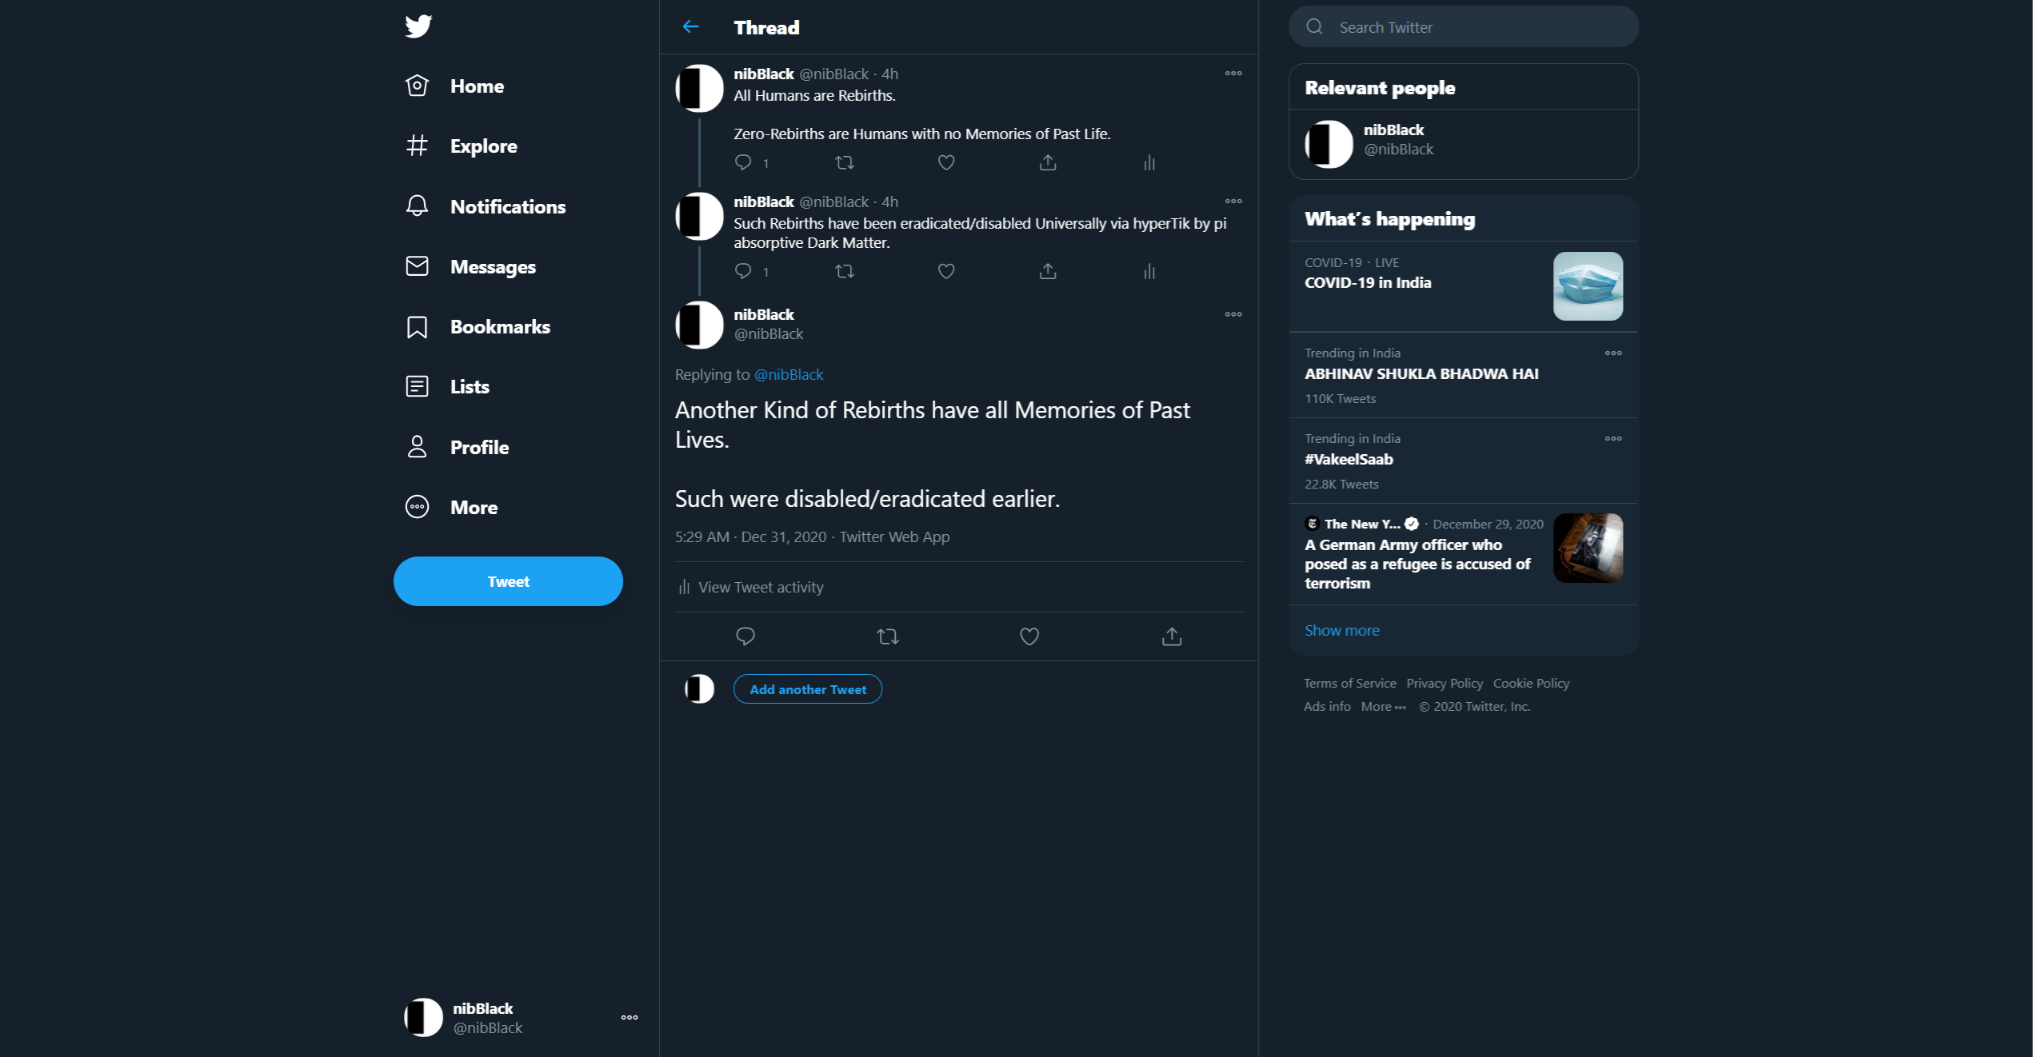 Home
Explore
Notifications
Messages
Bookmarks
Lists
Profile
More
Tweet
nibBlack
@nibBlack
Thread
nibBlack @nibBlack · 4h
All Humans are Rebirths.
Zero-Rebirths are Humans with no Memories of Past Life.
1
nibBlack @nibBlack · 4h
Such Rebirths have been eradicated/disabled Universally via hyperTik by pi
absorptive Dark Matter.
1
nibBlack
@nibBlack
Replying to @nibBlack
Another Kind of Rebirths have all Memories of Past
Lives.
Such were disabled/eradicated earlier.
5:29 AM · Dec 31, 2020 · Twitter Web App
View Tweet activity
Add another Tweet
Search Twitter
Relevant people
nibBlack
@nibBlack
What's happening
COVID-19 · LIVE
COVID-19 in India
Trending in India
ABHINAV SHUKLA BHADWA HAI
110K Tweets
Trending in India
#VakeelSaab
22.8K Tweets
The New Y... · December 29, 2020
A German Army officer who
posed as a refugee is accused of
terrorism
Show more
Terms of Service Privacy Policy Cookie Policy
Ads info More ··· © 2020 Twitter, Inc.